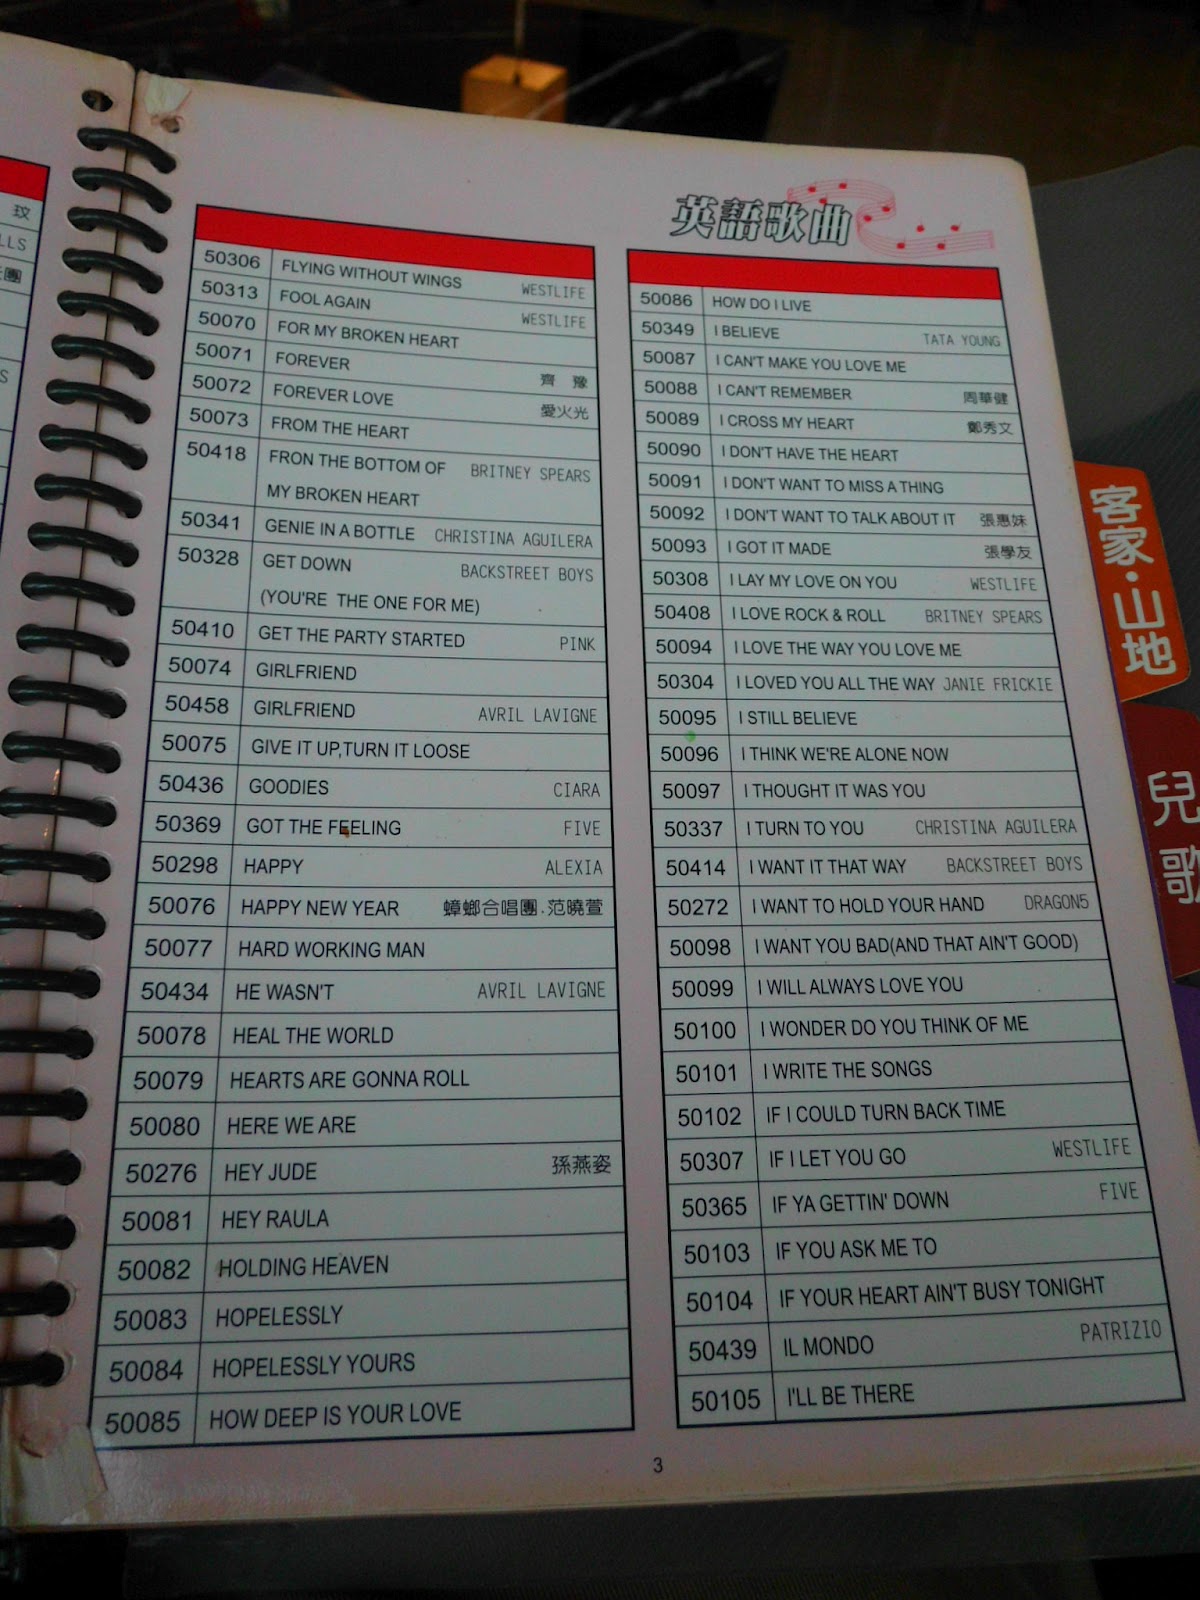 玟
LLS
團
S
英語歌曲
50306 FLYING WITHOUT WINGS WESTLIFE
50313 FOOL AGAIN WESTLIFE
50070 FOR MY BROKEN HEART
50071 FOREVER 齊 豫
50072 FOREVER LOVE 愛火光
50073 FROM THE HEART
50418 FRON THE BOTTOM OF BRITNEY SPEARS
MY BROKEN HEART
50341 GENIE IN A BOTTLE CHRISTINA AGUILERA
50328 GET DOWN BACKSTREET BOYS
(YOU'RE THE ONE FOR ME)
50410 GET THE PARTY STARTED PINK
50074 GIRLFRIEND
50458 GIRLFRIEND AVRIL LAVIGNE
50075 GIVE IT UP,TURN IT LOOSE
50436 GOODIES CIARA
50369 GOT THE FEELING FIVE
50298 HAPPY ALEXIA
50076 HAPPY NEW YEAR 蟑螂合唱團.范曉萱
50077 HARD WORKING MAN
50434 HE WASN'T AVRIL LAVIGNE
50078 HEAL THE WORLD
50079 HEARTS ARE GONNA ROLL
50080 HERE WE ARE
50276 HEY JUDE 孫燕姿
50081 HEY RAULA
50082 HOLDING HEAVEN
50083 HOPELESSLY
50084 HOPELESSLY YOURS
50085 HOW DEEP IS YOUR LOVE
50086 HOW DO I LIVE
50349 I BELIEVE TATA YOUNG
50087 I CAN'T MAKE YOU LOVE ME
50088 I CAN'T REMEMBER 周華健
50089 I CROSS MY HEART 鄭秀文
50090 I DON'T HAVE THE HEART
50091 I DON'T WANT TO MISS A THING
50092 I DON'T WANT TO TALK ABOUT IT 張惠妹
50093 I GOT IT MADE 張學友
50308 I LAY MY LOVE ON YOU WESTLIFE
50408 I LOVE ROCK & ROLL BRITNEY SPEARS
50094 I LOVE THE WAY YOU LOVE ME
50304 I LOVED YOU ALL THE WAY JANIE FRICKIE
50095 I STILL BELIEVE
50096 I THINK WE'RE ALONE NOW
50097 I THOUGHT IT WAS YOU
50337 I TURN TO YOU CHRISTINA AGUILERA
50414 I WANT IT THAT WAY BACKSTREET BOYS
50272 I WANT TO HOLD YOUR HAND DRAGON5
50098 I WANT YOU BAD(AND THAT AIN'T GOOD)
50099 I WILL ALWAYS LOVE YOU
50100 I WONDER DO YOU THINK OF ME
50101 I WRITE THE SONGS
50102 IF I COULD TURN BACK TIME
50307 IF I LET YOU GO WESTLIFE
50365 IF YA GETTIN' DOWN FIVE
50103 IF YOU ASK ME TO
50104 IF YOUR HEART AIN'T BUSY TONIGHT
50439 IL MONDO PATRIZIO
50105 I'LL BE THERE
3
客家·山地
兒歌